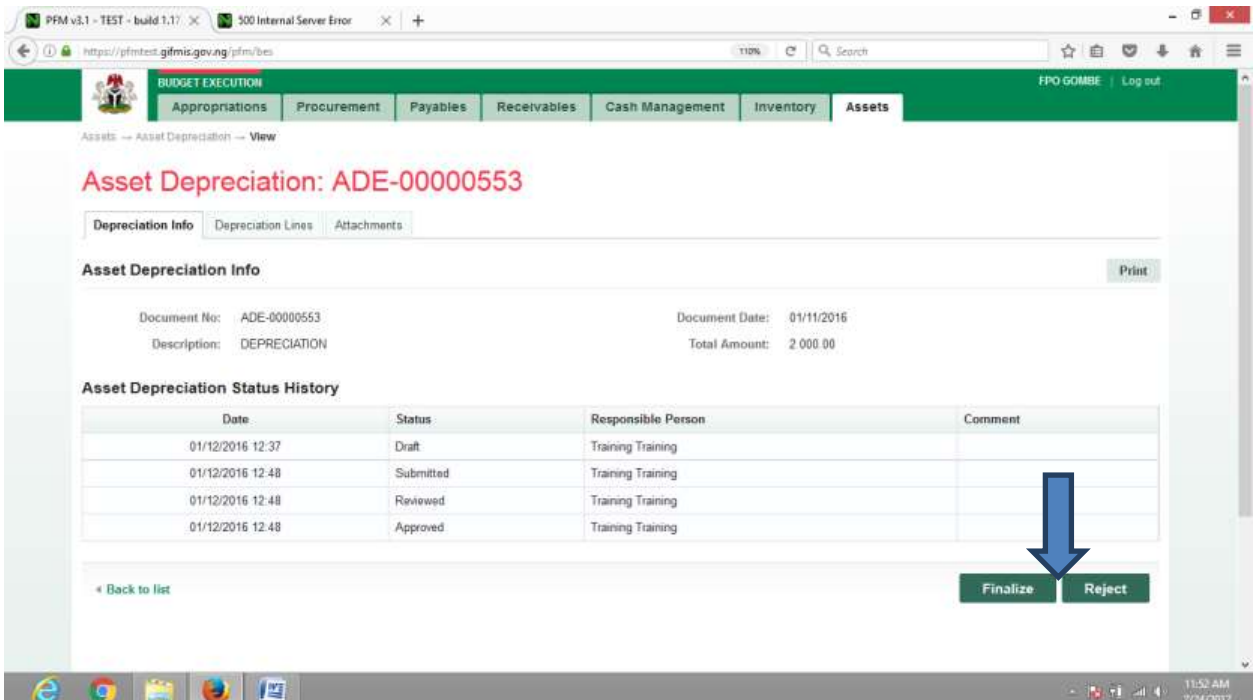 PFM v3.1 - TEST - build 1.1? × 500 Internal Server Error × +
https://pfmtest.gifmis.gov.ng/pfm/bes 110% Search
BUDGET EXECUTION FPO GOMBE | Log out
Appropriations Procurement Payables Receivables Cash Management Inventory Assets
Assets → Asset Depreciation → View
Asset Depreciation: ADE-00000553
Depreciation Info Depreciation Lines Attachments
Asset Depreciation Info Print
Document No: ADE-00000553 Document Date: 01/11/2016
Description: DEPRECIATION Total Amount: 2 000.00
Asset Depreciation Status History
Date Status Responsible Person Comment
01/12/2016 12:37 Draft Training Training
01/12/2016 12:48 Submitted Training Training
01/12/2016 12:48 Reviewed Training Training
01/12/2016 12:48 Approved Training Training
Back to list Finalize Reject
11:52 AM
2/24/2017